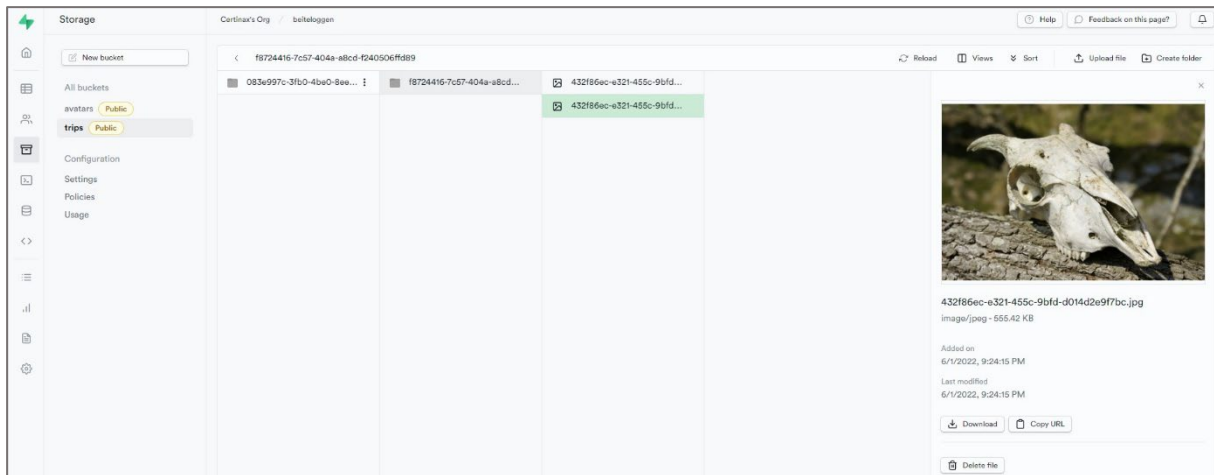 Storage
Certinax's Org / beiteloggen
Help
Feedback on this page?
New bucket
All buckets
avatars Public
trips Public
Configuration
Settings
Policies
Usage
< f8724416-7c57-404a-a8cd-f240506ffd89
Reload
Views
Sort
Upload file
Create folder
083e997c-3fb0-4be0-8ee...
f8724416-7c57-404a-a8cd...
432f86ec-e321-455c-9bfd...
432f86ec-e321-455c-9bfd...
432f86ec-e321-455c-9bfd-d014d2e9f7bc.jpg
image/jpeg - 555.42 KB
Added on
6/1/2022, 9:24:15 PM
Last modified
6/1/2022, 9:24:15 PM
Download
Copy URL
Delete file